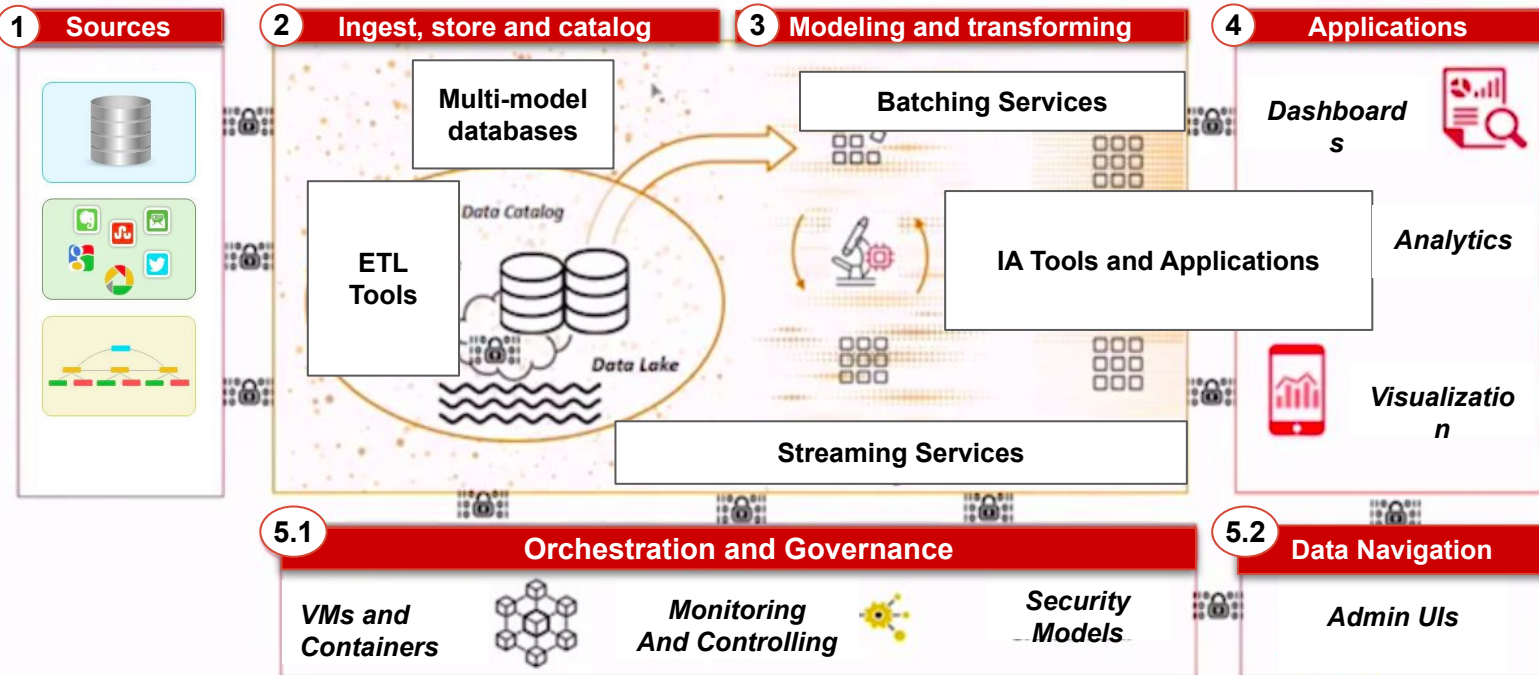 1
Sources
2
Ingest, store and catalog
3
Modeling and transforming
4
Applications
Multi-model
databases
Batching Services
Dashboard
s
Data Catalog
ETL
Tools
IA Tools and Applications
Analytics
Data Lake
Visualizatio
n
Streaming Services
5.1
Orchestration and Governance
5.2
Data Navigation
VMs and
Containers
Monitoring
And Controlling
Security
Models
Admin UIs